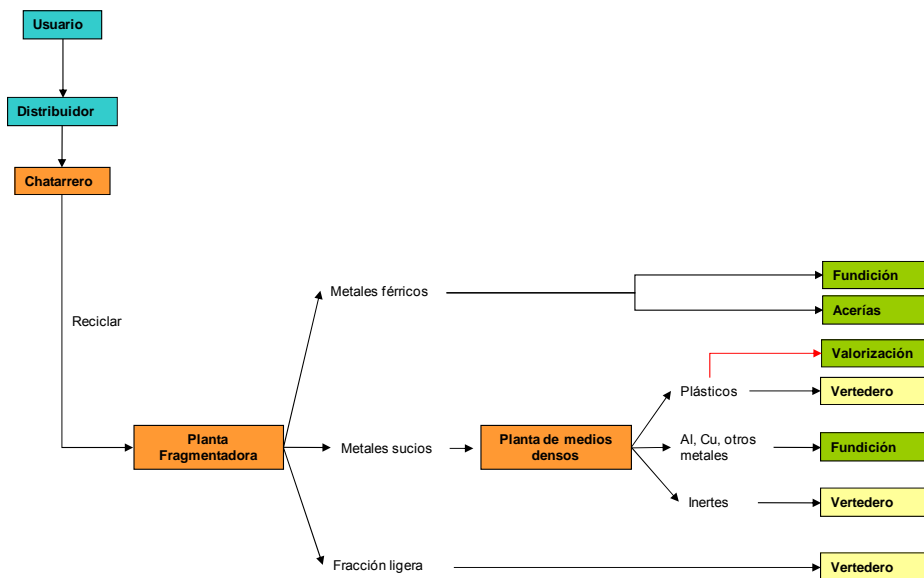 Usuario
Distribuidor
Chatarrero
Reciclar
Metales férricos
Fundición
Acerías
Valorización
Plásticos
Vertedero
Planta
Fragmentadora
Metales sucios
Planta de medios
densos
Al, Cu, otros
metales
Fundición
Inertes
Vertedero
Fracción ligera
Vertedero